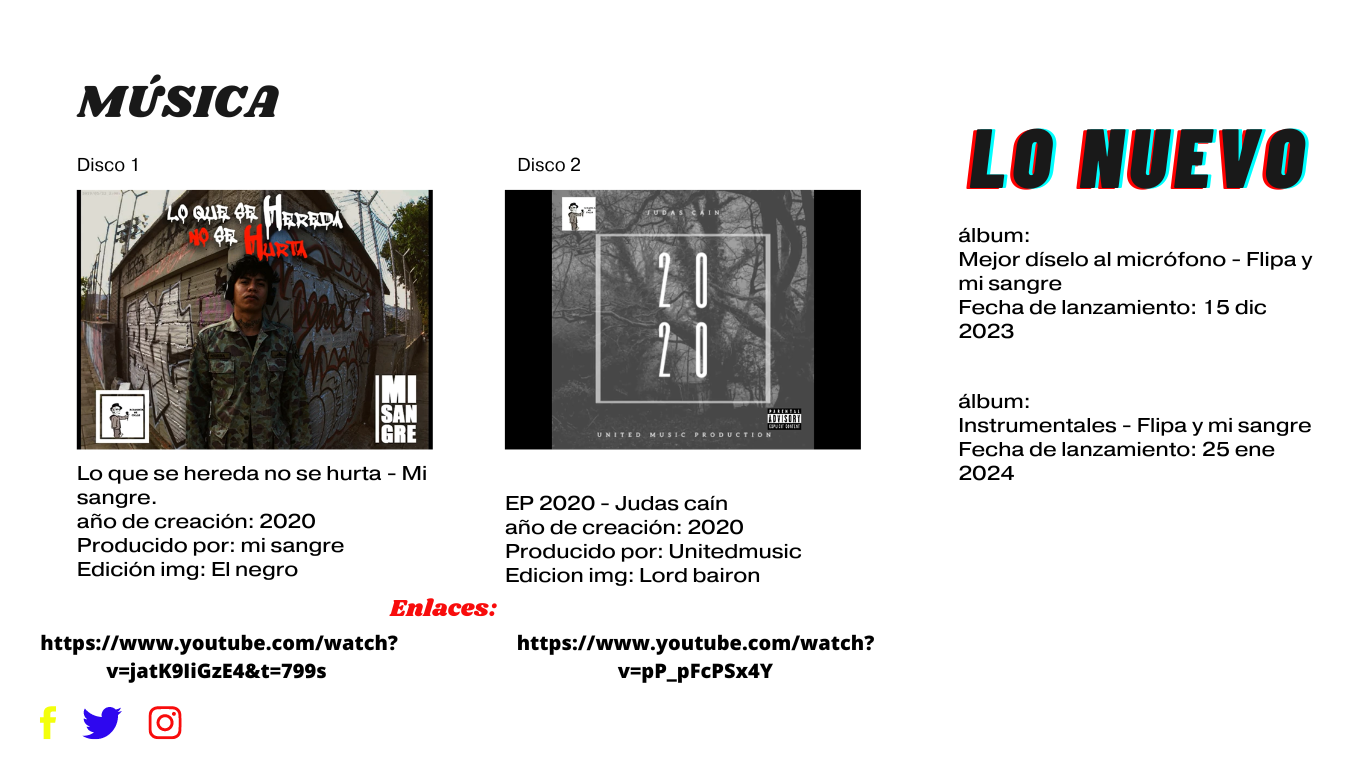 MÚSICA
Disco 1
LO QUE SE HEREDA
NO SE HURTA
MI
SAN
GRE
Lo que se hereda no se hurta - Mi
sangre.
año de creación: 2020
Producido por: mi sangre
Edición img: El negro
Disco 2
JUDAS CAIN
20
20
PARENTAL
ADVISORY
EXPLICIT CONTENT
UNITED MUSIC PRODUCTION
EP 2020 - Judas caín
año de creación: 2020
Producido por: Unitedmusic
Edicion img: Lord bairon
Enlaces:
https://www.youtube.com/watch?
v=jatK9IiGzE4&t=799s
https://www.youtube.com/watch?
v=pP_pFcPSx4Y
LO NUEVO
álbum:
Mejor díselo al micrófono - Flipa y
mi sangre
Fecha de lanzamiento: 15 dic
2023
álbum:
Instrumentales - Flipa y mi sangre
Fecha de lanzamiento: 25 ene
2024